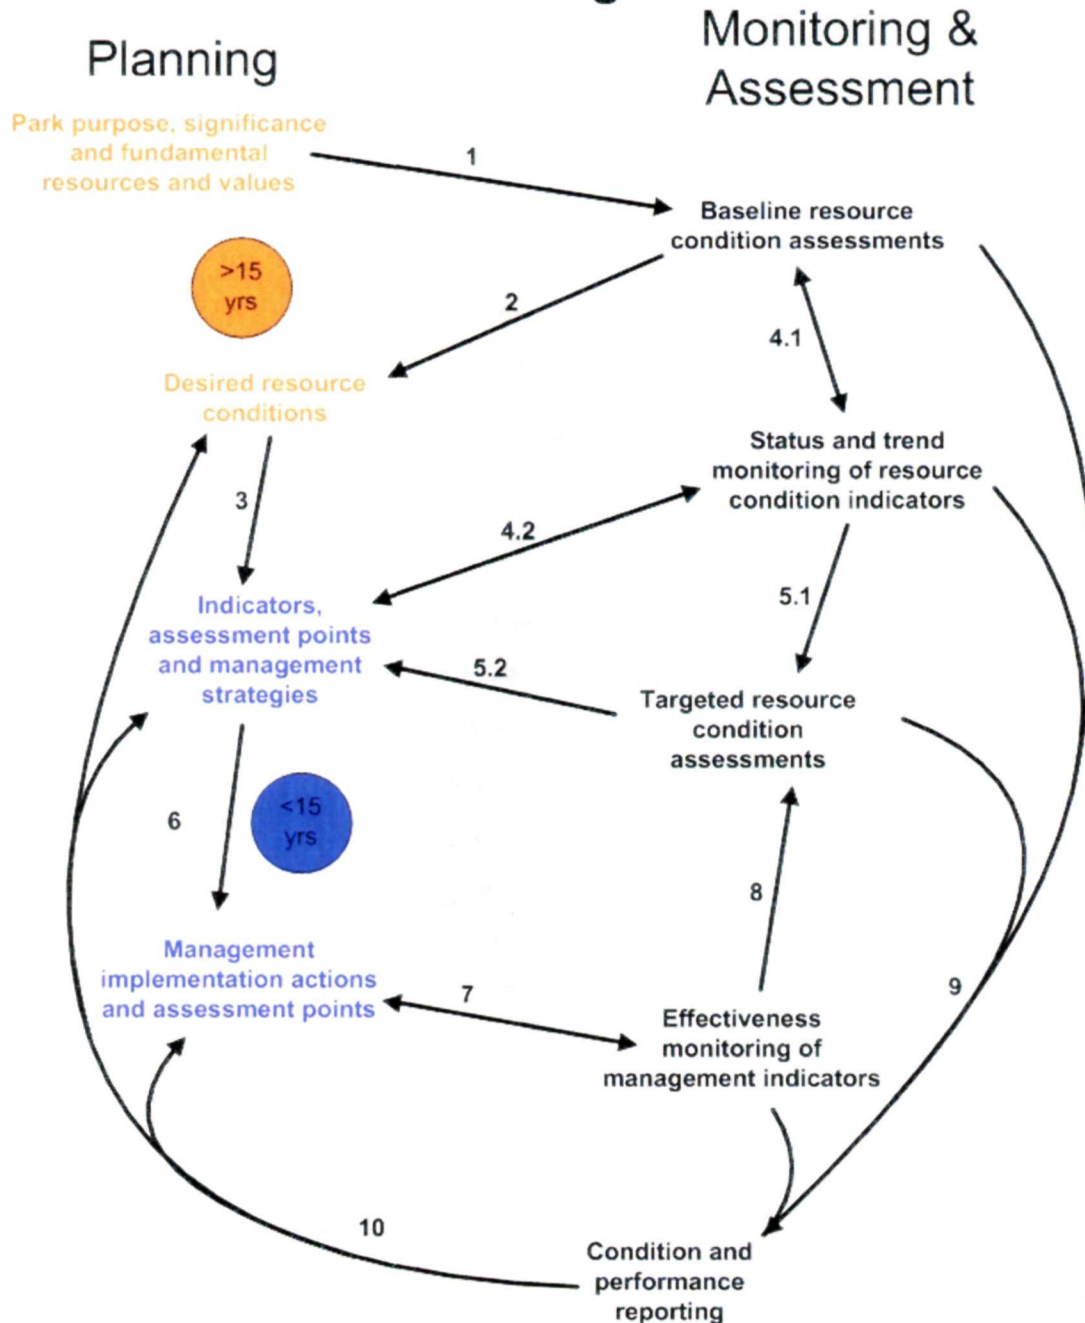 Planning
Monitoring &
Assessment
Park purpose, significance
and fundamental
resources and values
1
Baseline resource
condition assessments
>15
yrs
2
4.1
Desired resource
conditions
Status and trend
monitoring of resource
condition indicators
3
4.2
5.1
Indicators,
assessment points
and management
strategies
5.2
Targeted resource
condition
assessments
<15
yrs
6
8
Management
implementation actions
and assessment points
7
9
Effectiveness
monitoring of
management indicators
10
Condition and
performance
reporting